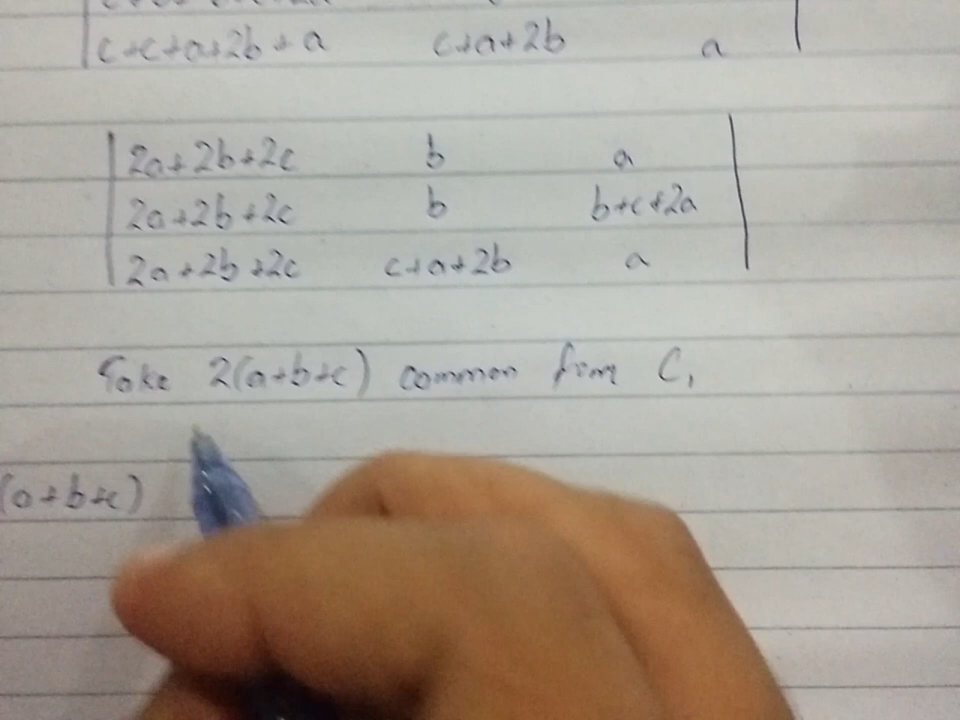 c+c+a+2b+a c+a+2b a
2a+2b+2c b a
2a+2b+2c b b+c+2a
2a+2b+2c c+a+2b a
Take 2(a+b+c) common from C₁
(a+b+c)